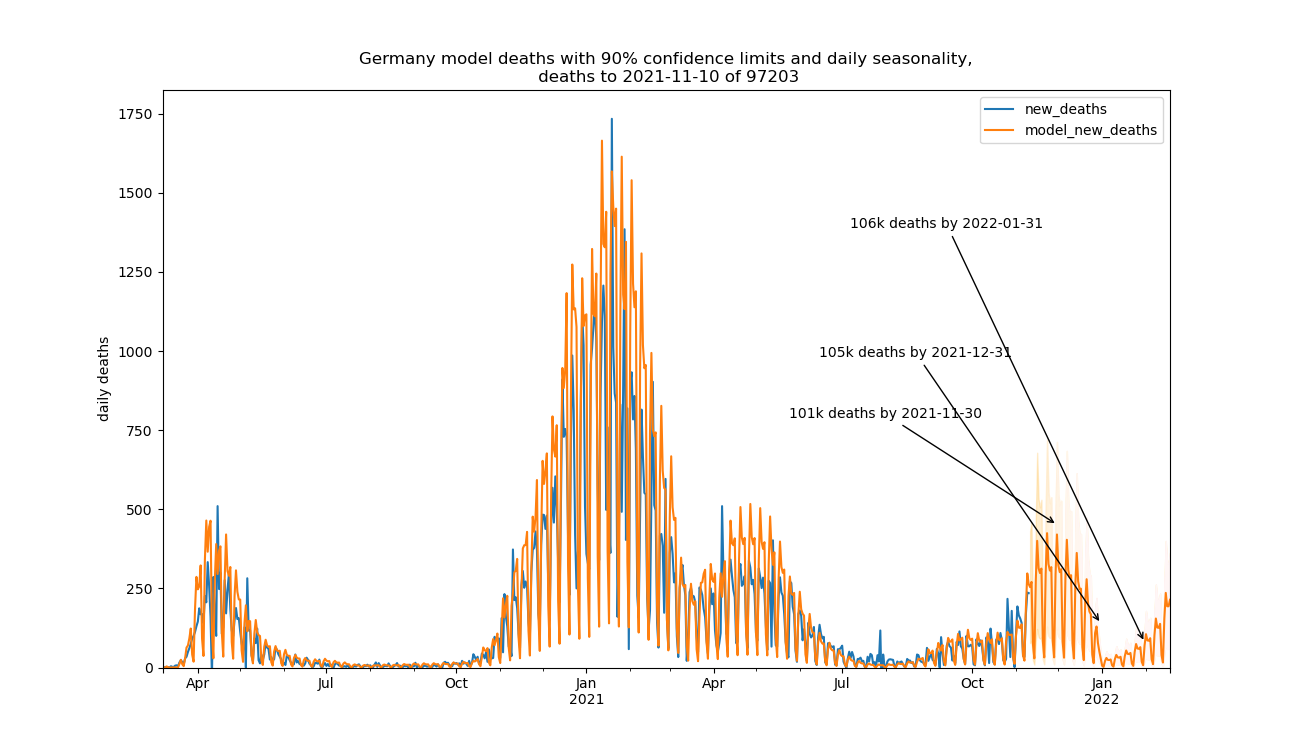 Germany model deaths with 90% confidence limits and daily seasonality,
deaths to 2021-11-10 of 97203
new_deaths
model_new_deaths
daily deaths
1750
1500
1250
1000
750
500
250
0
106k deaths by 2022-01-31
105k deaths by 2021-12-31
101k deaths by 2021-11-30
Apr Jul Oct Jan Apr Jul Oct Jan
2021 2022